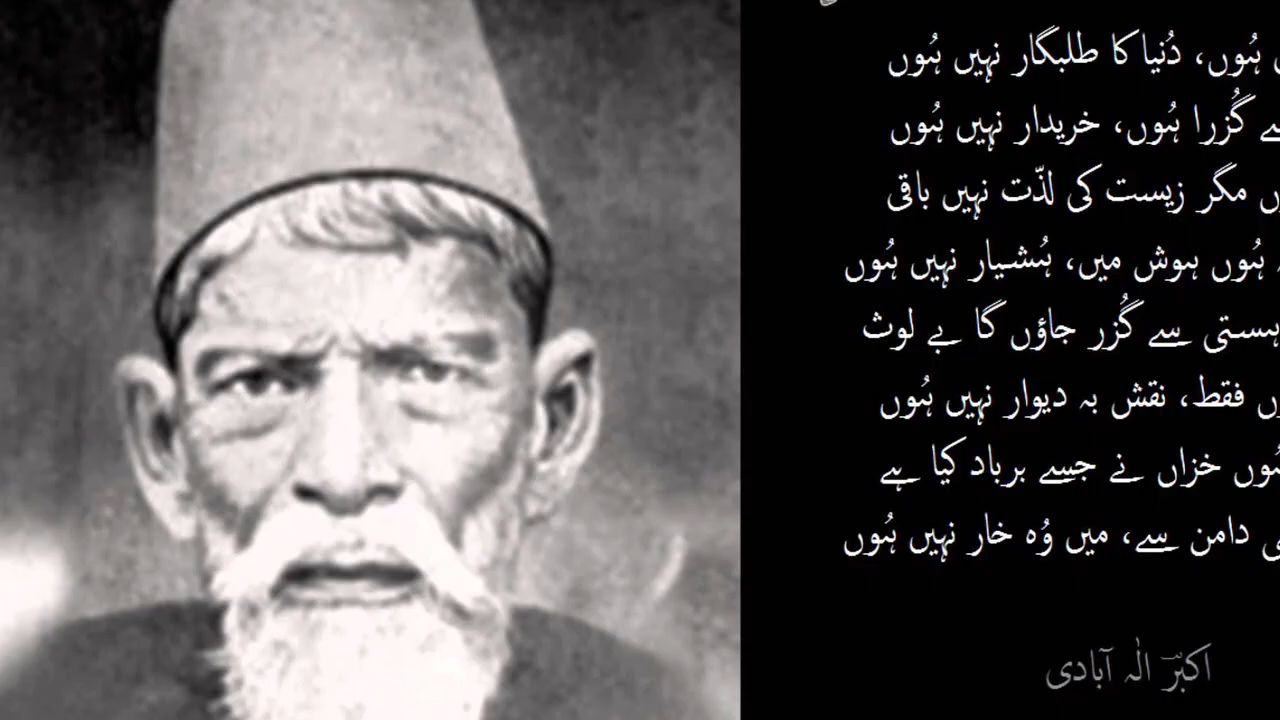 ہُوں، دُنیا کا طلبگار نہیں ہُوں
گُزرا ہُوں، خریدار نہیں ہُوں
مگر زیست کی لذّت نہیں باقی
ہُوں ہوش میں، ہُشیار نہیں ہُوں
ہستی سے گُزر جاؤں گا بے لوث
فقط، نقش بہ دیوار نہیں ہُوں
ہُوں خزاں نے جسے برباد کیا ہے
دامن سے، میں وُہ خار نہیں ہُوں
اکبرؔ الٰہ آبادی